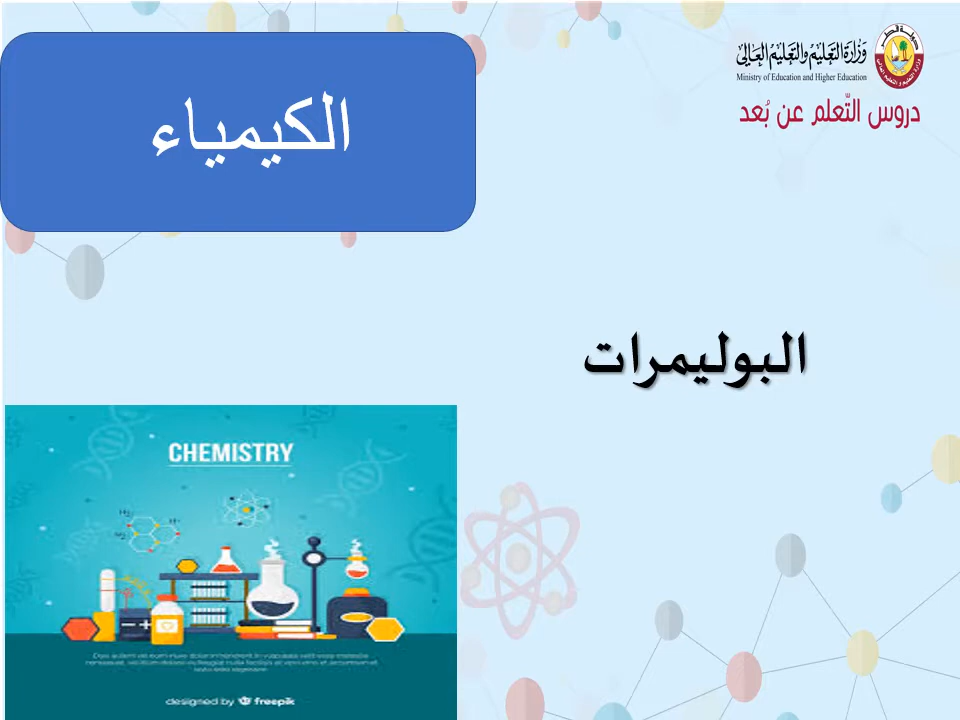 الكيمياء
وزارة التعليم والتعليم العالي
Ministry of Education and Higher Education
دروس التّعلم عن بُعد
البوليمرات
CHEMISTRY
designed by freepik